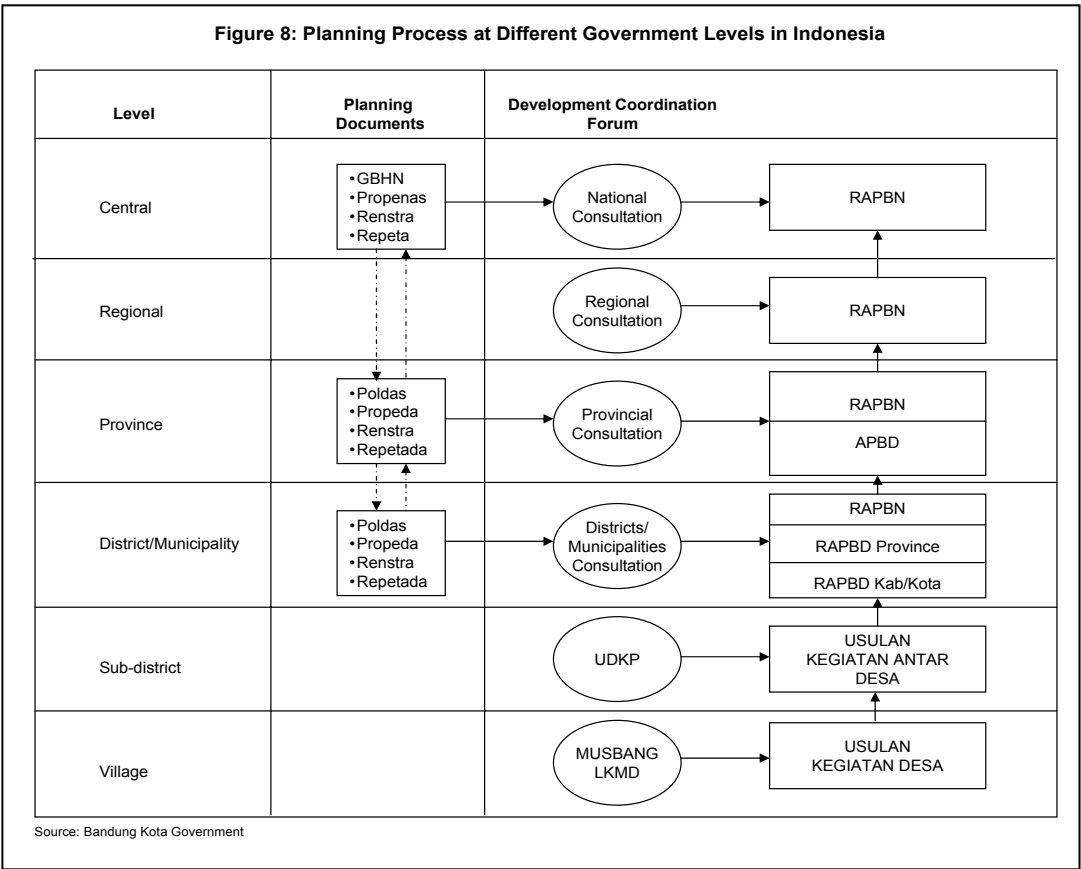 Figure 8: Planning Process at Different Government Levels in Indonesia
Level
Planning
Documents
Development Coordination
Forum
Central
•GBHN
•Propenas
•Renstra
•Repeta
National
Consultation
RAPBN
Regional
Regional
Consultation
RAPBN
Province
•Poldas
•Propeda
•Renstra
•Repetada
Provincial
Consultation
RAPBN
APBD
District/Municipality
•Poldas
•Propeda
•Renstra
•Repetada
Districts/
Municipalities
Consultation
RAPBN
RAPBD Province
RAPBD Kab/Kota
Sub-district
UDKP
USULAN
KEGIATAN ANTAR
DESA
Village
MUSBANG
LKMD
USULAN
KEGIATAN DESA
Source: Bandung Kota Government